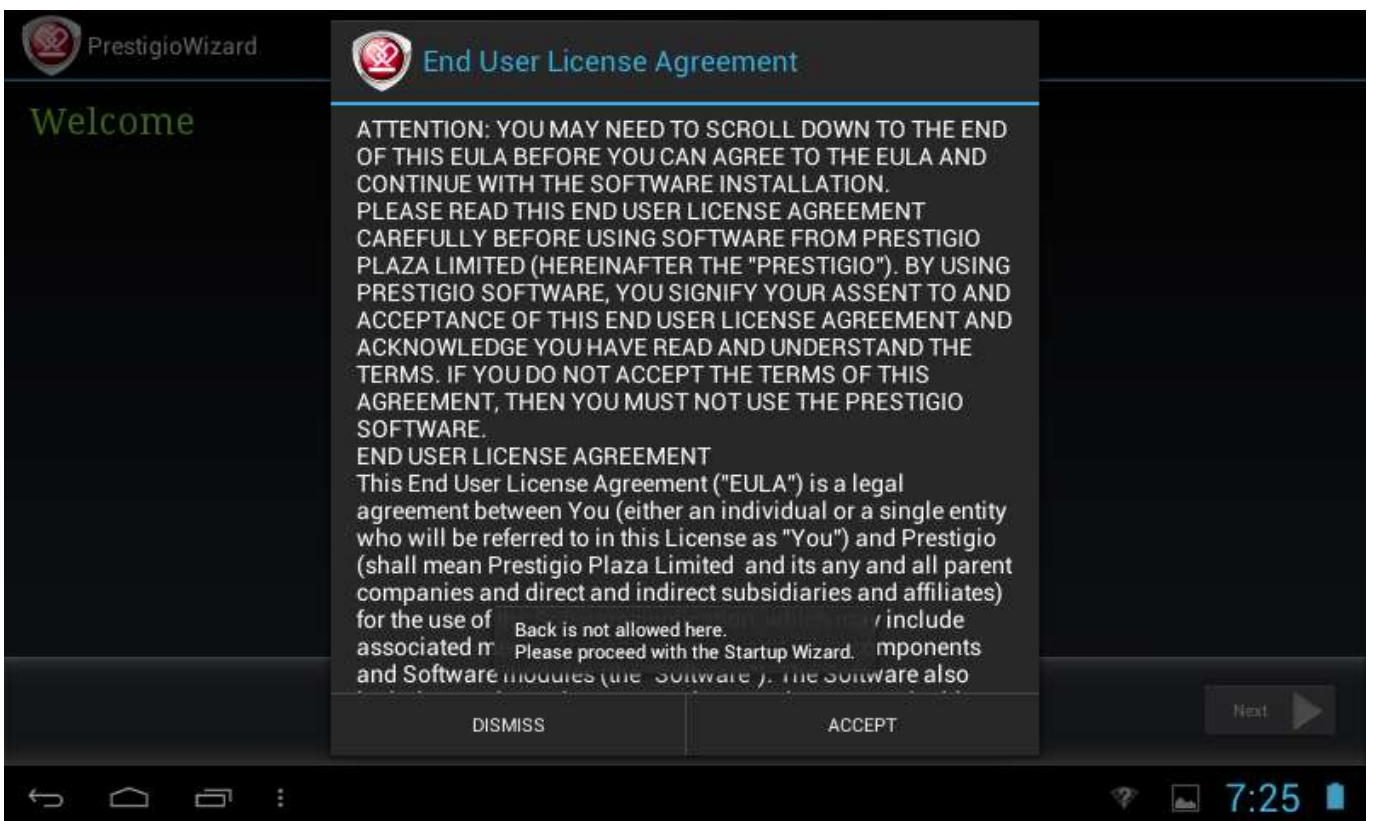 PrestigioWizard
Welcome
End User License Agreement
ATTENTION: YOU MAY NEED TO SCROLL DOWN TO THE END
OF THIS EULA BEFORE YOU CAN AGREE TO THE EULA AND
CONTINUE WITH THE SOFTWARE INSTALLATION.
PLEASE READ THIS END USER LICENSE AGREEMENT
CAREFULLY BEFORE USING SOFTWARE FROM PRESTIGIO
PLAZA LIMITED (HEREINAFTER THE "PRESTIGIO"). BY USING
PRESTIGIO SOFTWARE, YOU SIGNIFY YOUR ASSENT TO AND
ACCEPTANCE OF THIS END USER LICENSE AGREEMENT AND
ACKNOWLEDGE YOU HAVE READ AND UNDERSTAND THE
TERMS. IF YOU DO NOT ACCEPT THE TERMS OF THIS
AGREEMENT, THEN YOU MUST NOT USE THE PRESTIGIO
SOFTWARE.
END USER LICENSE AGREEMENT
This End User License Agreement ("EULA") is a legal
agreement between You (either an individual or a single entity
who will be referred to in this License as "You") and Prestigio
(shall mean Prestigio Plaza Limited and its any and all parent
companies and direct and indirect subsidiaries and affiliates)
for the use of include
associated
and Software modules (the "Software"). The Software also
Back is not allowed here.
Please proceed with the Startup Wizard.
DISMISS
ACCEPT
Next
7:25